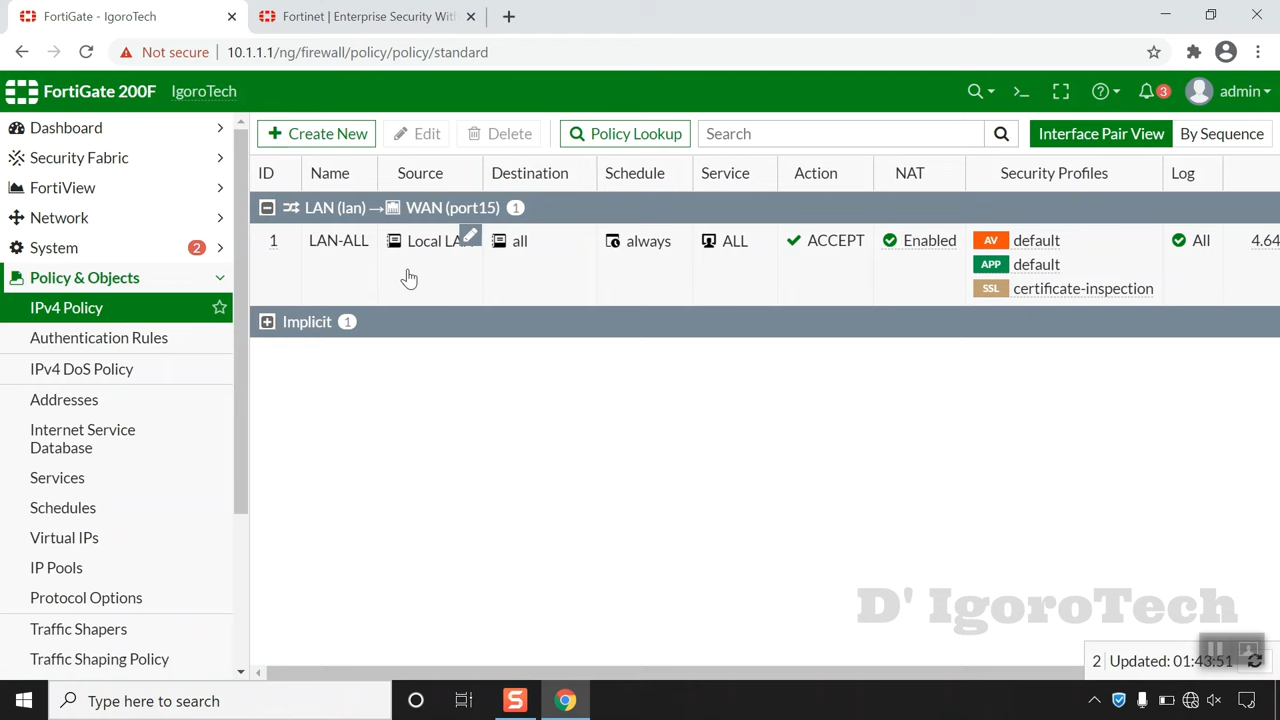 FortiGate - IgoroTech
Fortinet | Enterprise Security Wit
Not secure
10.1.1.1/ng/firewall/policy/policy/standard
FortiGate 200F
IgoroTech
3
admin
Dashboard
Security Fabric
FortiView
Network
System
2
Policy & Objects
IPv4 Policy
Authentication Rules
IPv4 DoS Policy
Addresses
Internet Service
Database
Services
Schedules
Virtual IPs
IP Pools
Protocol Options
Traffic Shapers
Traffic Shaping Policy
Create New
Edit
Delete
Policy Lookup
Search
Interface Pair View
By Sequence
ID Name Source Destination Schedule Service Action NAT Security Profiles Log
LAN (lan) → WAN (port15) 1
1 LAN-ALL Local LA all always ALL ACCEPT Enabled AV default All 4.64
APP default
SSL certificate-inspection
Implicit 1
D' IgoroTech
2 Updated: 01:43:51
Type here to search